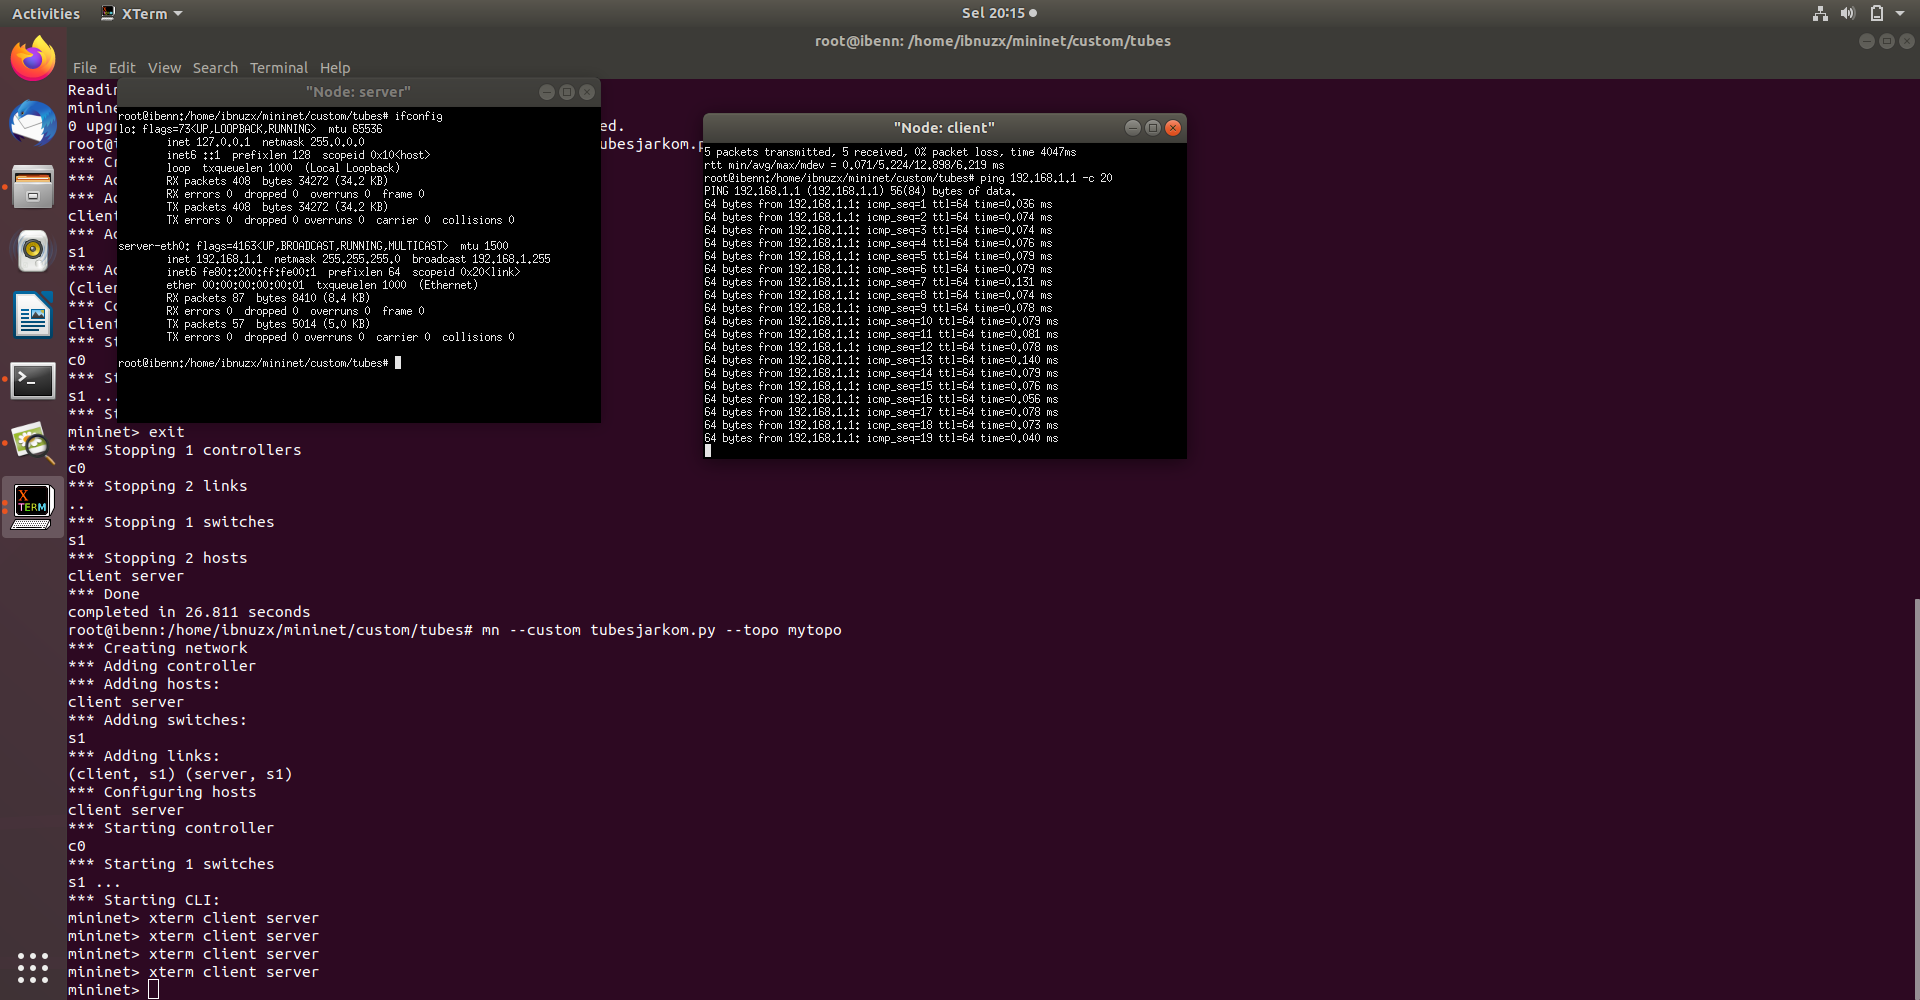 Activities
XTerm
Sel 20:15
root@ibenn: /home/ibnuzx/mininet/custom/tubes
File Edit View Search Terminal Help
"Node: server"
root@ibenn:/home/ibnuzx/mininet/custom/tubes# ifconfig
lo: flags=73<UP,LOOPBACK,RUNNING>  mtu 65536
inet 127.0.0.1  netmask 255.0.0.0
inet6 ::1  prefixlen 128  scopeid 0x10<host>
loop  txqueuelen 1000  (Local Loopback)
RX packets 408  bytes 34272 (34.2 KB)
RX errors 0  dropped 0  overruns 0  frame 0
TX packets 408  bytes 34272 (34.2 KB)
TX errors 0  dropped 0 overruns 0  carrier 0  collisions 0
server-eth0: flags=4163<UP,BROADCAST,RUNNING,MULTICAST>  mtu 1500
inet 192.168.1.1  netmask 255.255.255.0  broadcast 192.168.1.255
inet6 fe80::200:ff:fe00:1  prefixlen 64  scopeid 0x20<link>
ether 00:00:00:00:00:01  txqueuelen 1000  (Ethernet)
RX packets 87  bytes 8410 (8.4 KB)
RX errors 0  dropped 0  overruns 0  frame 0
TX packets 57  bytes 5014 (5.0 KB)
TX errors 0  dropped 0 overruns 0  carrier 0  collisions 0
root@ibenn:/home/ibnuzx/mininet/custom/tubes#
"Node: client"
5 packets transmitted, 5 received, 0% packet loss, time 4047ms
rtt min/avg/max/mdev = 0.071/5.224/12.898/6.219 ms
root@ibenn:/home/ibnuzx/mininet/custom/tubes# ping 192.168.1.1 -c 20
PING 192.168.1.1 (192.168.1.1) 56(84) bytes of data.
64 bytes from 192.168.1.1: icmp_seq=1 ttl=64 time=0.036 ms
64 bytes from 192.168.1.1: icmp_seq=2 ttl=64 time=0.074 ms
64 bytes from 192.168.1.1: icmp_seq=3 ttl=64 time=0.074 ms
64 bytes from 192.168.1.1: icmp_seq=4 ttl=64 time=0.076 ms
64 bytes from 192.168.1.1: icmp_seq=5 ttl=64 time=0.079 ms
64 bytes from 192.168.1.1: icmp_seq=6 ttl=64 time=0.079 ms
64 bytes from 192.168.1.1: icmp_seq=7 ttl=64 time=0.131 ms
64 bytes from 192.168.1.1: icmp_seq=8 ttl=64 time=0.074 ms
64 bytes from 192.168.1.1: icmp_seq=9 ttl=64 time=0.078 ms
64 bytes from 192.168.1.1: icmp_seq=10 ttl=64 time=0.079 ms
64 bytes from 192.168.1.1: icmp_seq=11 ttl=64 time=0.081 ms
64 bytes from 192.168.1.1: icmp_seq=12 ttl=64 time=0.078 ms
64 bytes from 192.168.1.1: icmp_seq=13 ttl=64 time=0.140 ms
64 bytes from 192.168.1.1: icmp_seq=14 ttl=64 time=0.079 ms
64 bytes from 192.168.1.1: icmp_seq=15 ttl=64 time=0.076 ms
64 bytes from 192.168.1.1: icmp_seq=16 ttl=64 time=0.056 ms
64 bytes from 192.168.1.1: icmp_seq=17 ttl=64 time=0.078 ms
64 bytes from 192.168.1.1: icmp_seq=18 ttl=64 time=0.073 ms
64 bytes from 192.168.1.1: icmp_seq=19 ttl=64 time=0.040 ms
Readin
minine
0 upgr ed.
root@i ubesjarkom.p
*** Cr
*** Ad
*** Ad
client
*** Ad
s1
*** Ad
(clien
*** Co
client
*** St
c0
*** St
s1 ...
*** St
mininet> exit
*** Stopping 1 controllers
c0
*** Stopping 2 links
..
*** Stopping 1 switches
s1
*** Stopping 2 hosts
client server
*** Done
completed in 26.811 seconds
root@ibenn:/home/ibnuzx/mininet/custom/tubes# mn --custom tubesjarkom.py --topo mytopo
*** Creating network
*** Adding controller
*** Adding hosts:
client server
*** Adding switches:
s1
*** Adding links:
(client, s1) (server, s1)
*** Configuring hosts
client server
*** Starting controller
c0
*** Starting 1 switches
s1 ...
*** Starting CLI:
mininet> xterm client server
mininet> xterm client server
mininet> xterm client server
mininet> xterm client server
mininet>
X
TERM